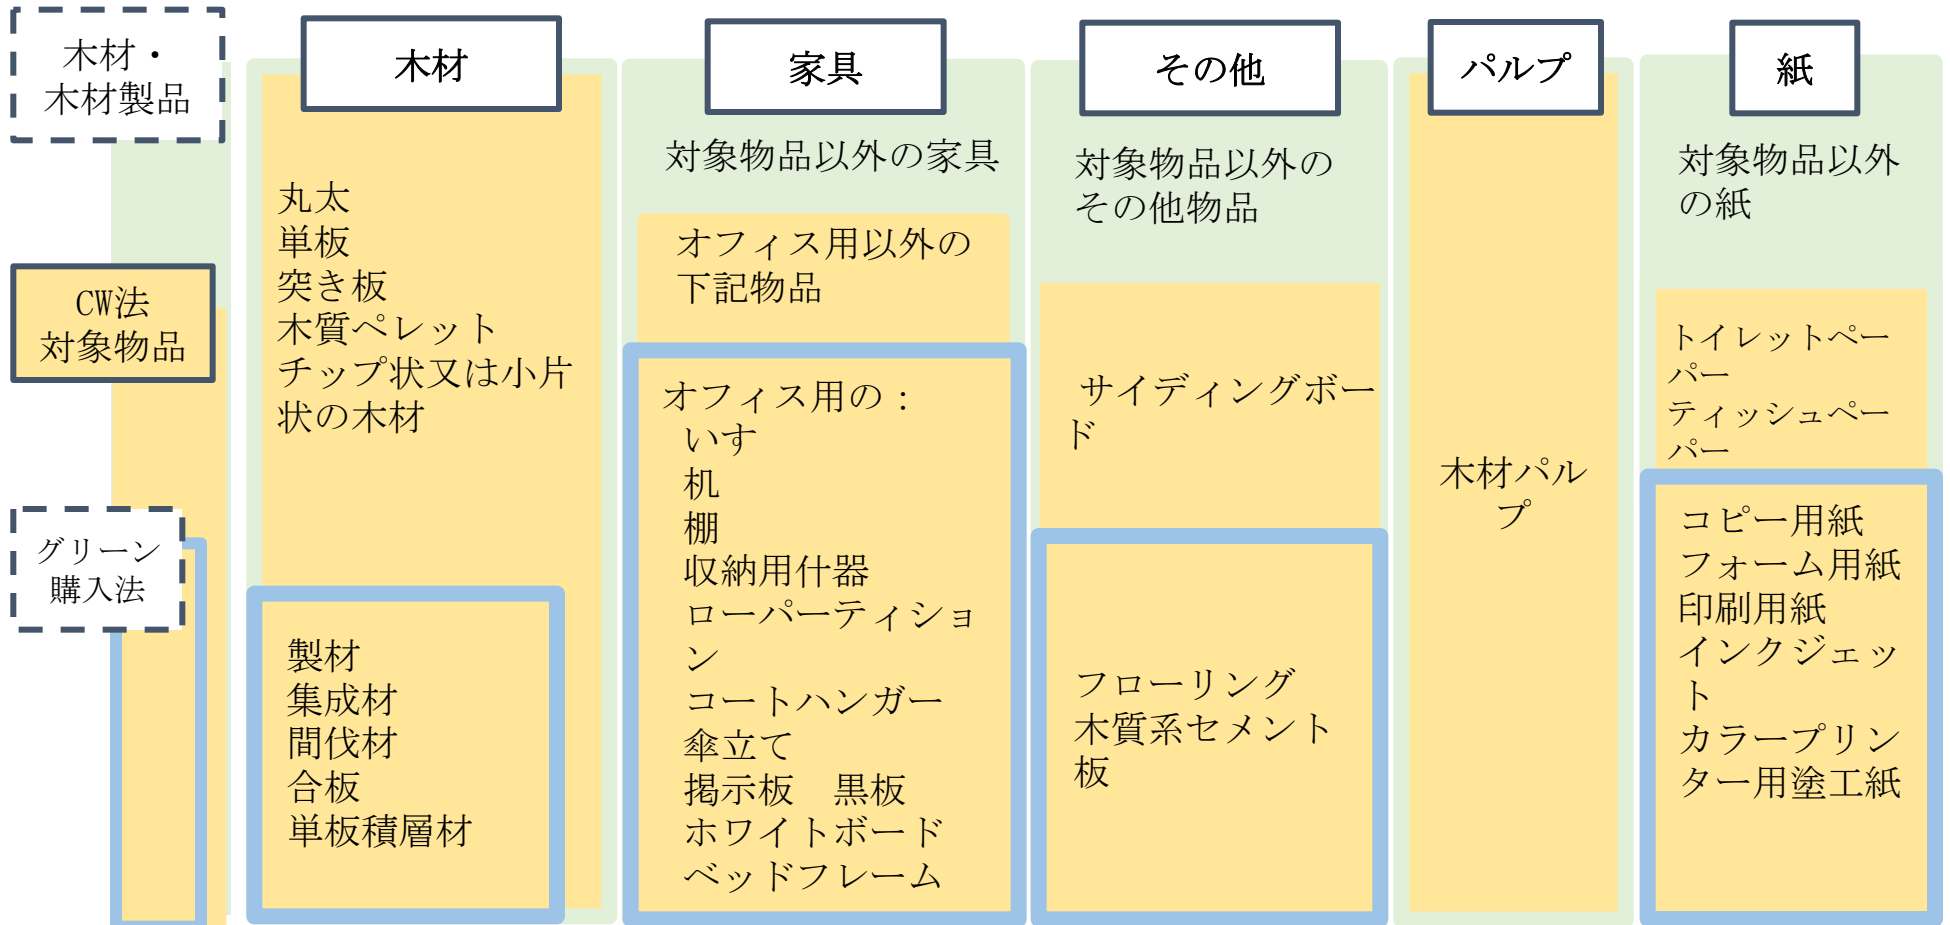 木材・
木材製品
CW法
対象物品
グリーン
購入法
木材
丸太
単板
突き板
木質ペレット
チップ状又は小片
状の木材
製材
集成材
間伐材
合板
単板積層材
家具
対象物品以外の家具
オフィス用以外の
下記物品
オフィス用の：
いす
机
棚
収納用什器
ローパーティショ
ン
コートハンガー
傘立て
掲示板　黒板
ホワイトボード
ベッドフレーム
その他
対象物品以外の
その他物品
サイディングボー
ド
フローリング
木質系セメント
板
パルプ
木材パル
プ
紙
対象物品以外
の紙
トイレットペー
パー
ティッシュペー
パー
コピー用紙
フォーム用紙
印刷用紙
インクジェッ
ト
カラープリン
ター用塗工紙